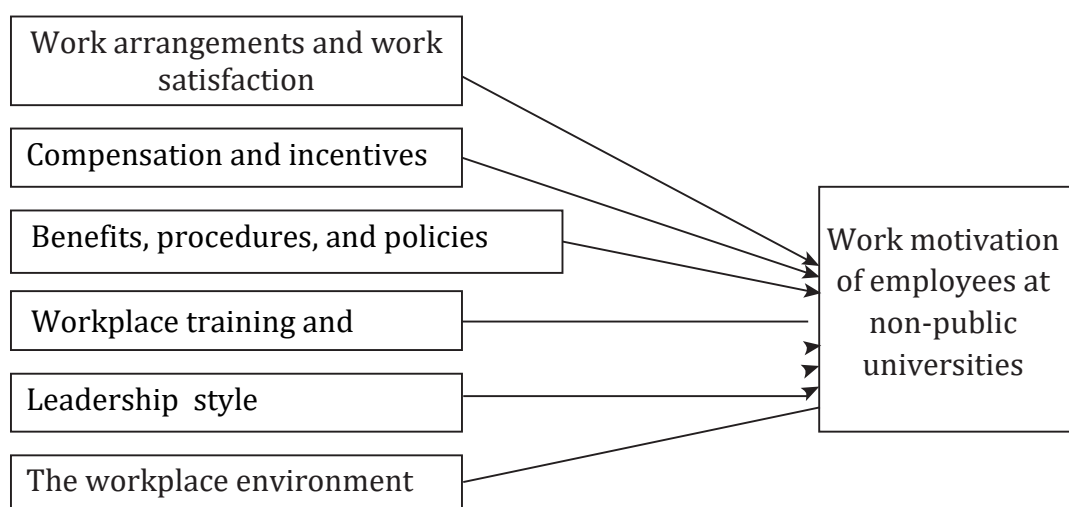 Work arrangements and work
satisfaction
Compensation and incentives
Benefits, procedures, and policies
Workplace training and
Leadership style
The workplace environment
Work motivation
of employees at
non-public
universities